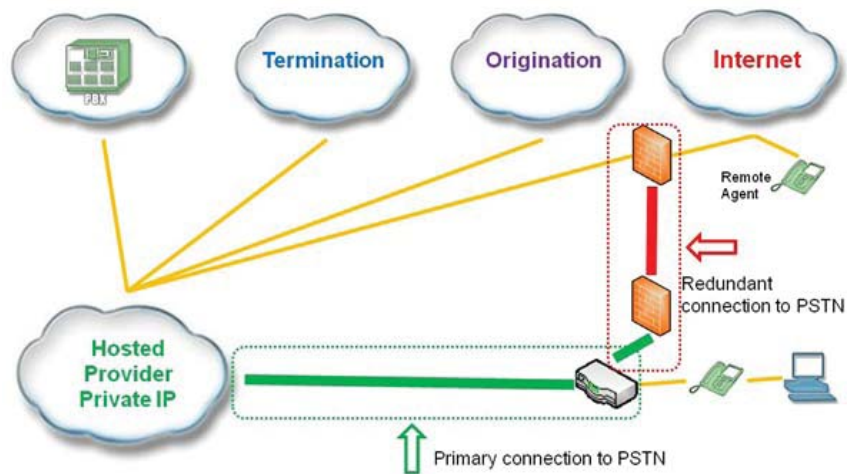 PBX
Termination
Origination
Internet
Remote
Agent
Redundant
connection to PSTN
Hosted
Provider
Private IP
Primary connection to PSTN